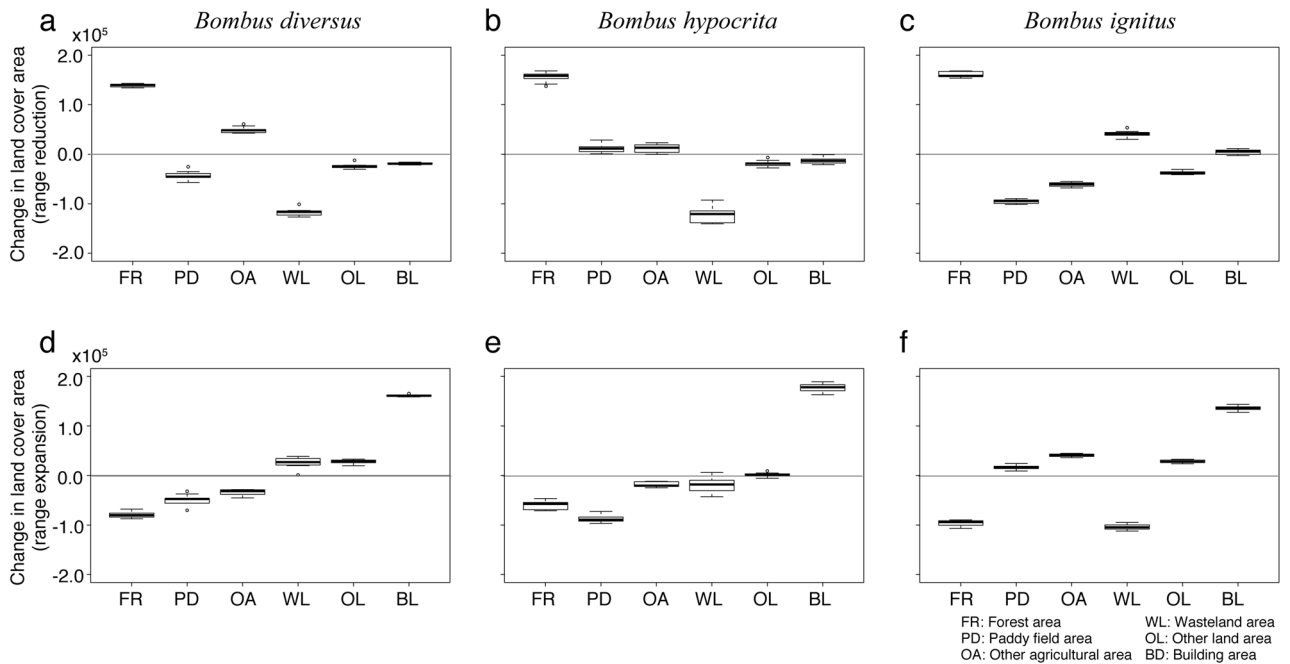 a Bombus diversus b Bombus hypocrita c Bombus ignitus
x10⁵
Change in land cover area
(range reduction)
2.0
1.0
0.0
-1.0
-2.0
FR PD OA WL OL BL FR PD OA WL OL BL FR PD OA WL OL BL
d e f
x10⁵
Change in land cover area
(range expansion)
2.0
1.0
0.0
-1.0
-2.0
FR PD OA WL OL BL FR PD OA WL OL BL FR PD OA WL OL BL
FR: Forest area WL: Wasteland area
PD: Paddy field area OL: Other land area
OA: Other agricultural area BD: Building area